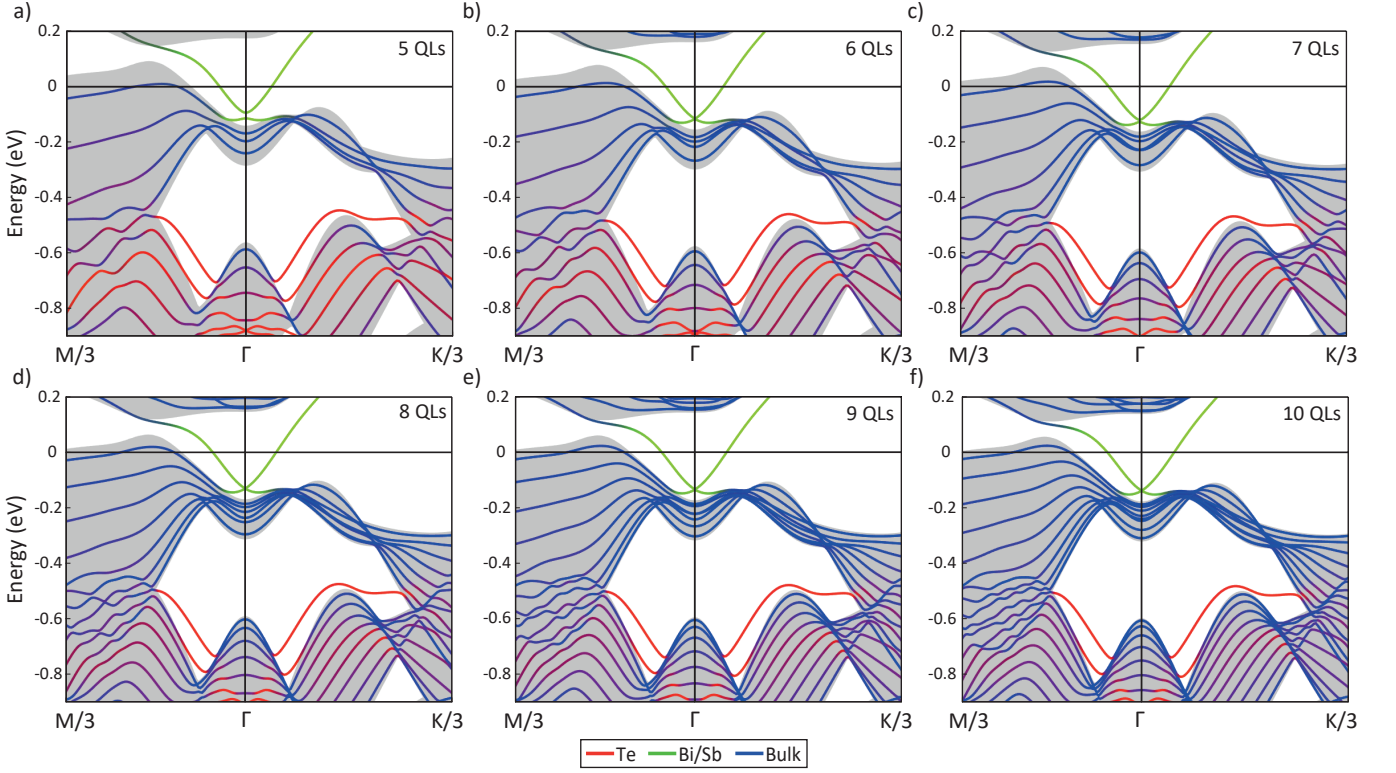 a)
b)
c)
5 QLs
6 QLs
7 QLs
Energy (eV)
0.2
0
-0.2
-0.4
-0.6
-0.8
M/3
Γ
K/3
0.2
0
-0.2
-0.4
-0.6
-0.8
M/3
Γ
K/3
0.2
0
-0.2
-0.4
-0.6
-0.8
M/3
Γ
K/3
d)
e)
f)
8 QLs
9 QLs
10 QLs
Energy (eV)
0.2
0
-0.2
-0.4
-0.6
-0.8
M/3
Γ
K/3
0.2
0
-0.2
-0.4
-0.6
-0.8
M/3
Γ
K/3
0.2
0
-0.2
-0.4
-0.6
-0.8
M/3
Γ
K/3
Te Bi/Sb Bulk